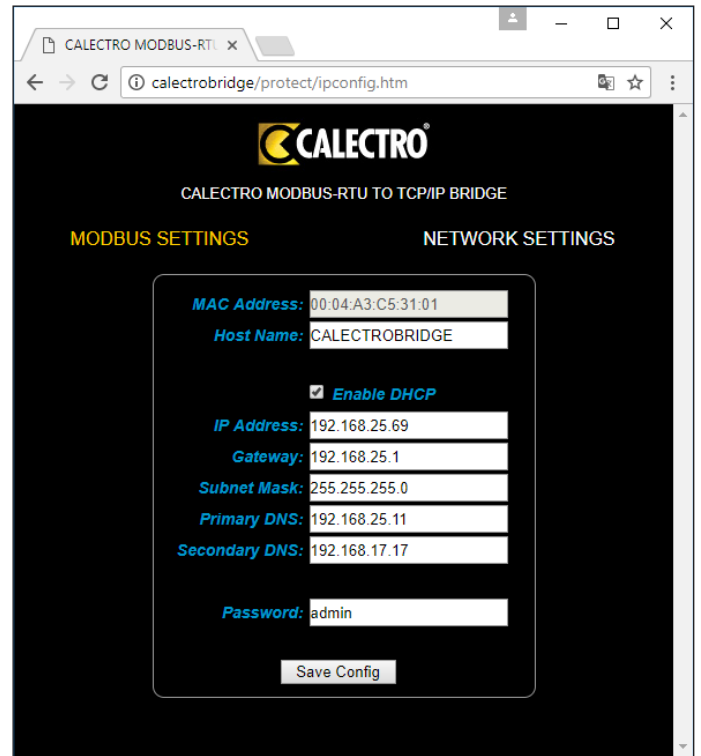 CALECTRO MODBUS-RTU
calectrobridge/protect/ipconfig.htm
CALECTRO®
CALECTRO MODBUS-RTU TO TCP/IP BRIDGE
MODBUS SETTINGS NETWORK SETTINGS
MAC Address: 00:04:A3:C5:31:01
Host Name: CALECTROBRIDGE
Enable DHCP
IP Address: 192.168.25.69
Gateway: 192.168.25.1
Subnet Mask: 255.255.255.0
Primary DNS: 192.168.25.11
Secondary DNS: 192.168.17.17
Password: admin
Save Config